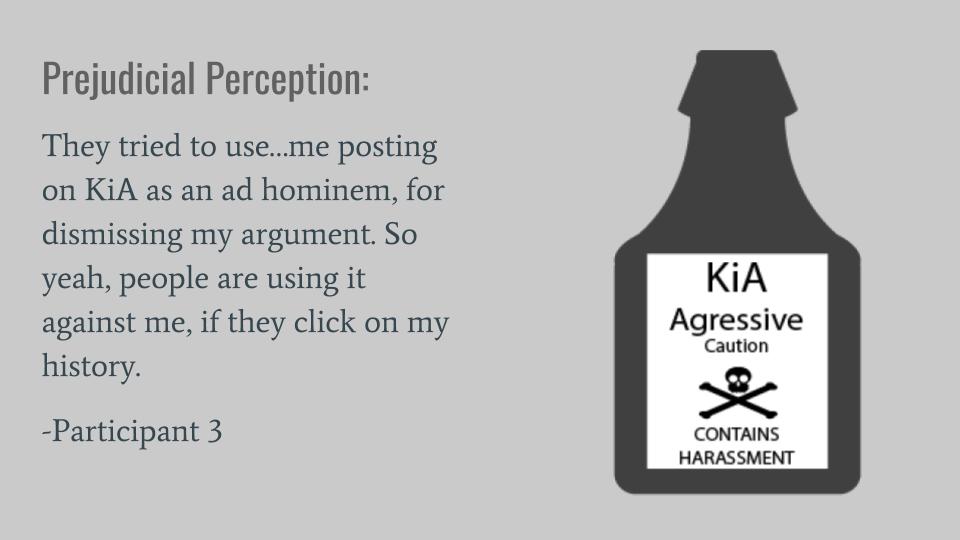 Prejudicial Perception:
They tried to use...me posting
on KiA as an ad hominem, for
dismissing my argument. So
yeah, people are using it
against me, if they click on my
history.
-Participant 3
KiA
Agressive
Caution
CONTAINS
HARASSMENT